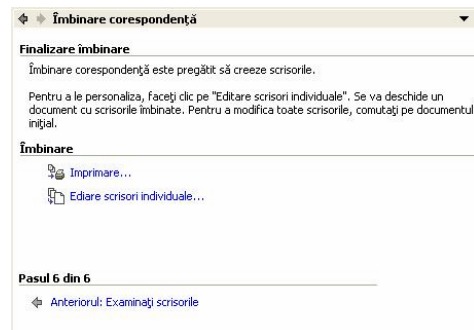 Îmbinare corespondență
Finalizare îmbinare
Îmbinare corespondență este pregătit să creeze scrisorile.
Pentru a le personaliza, faceți clic pe "Editare scrisori individuale". Se va deschide un
document cu scrisorile îmbinate. Pentru a modifica toate scrisorile, comutați pe documentul
inițial.
Îmbinare
Imprimare...
Ediare scrisori individuale...
Pasul 6 din 6
Anteriorul: Examinați scrisorile